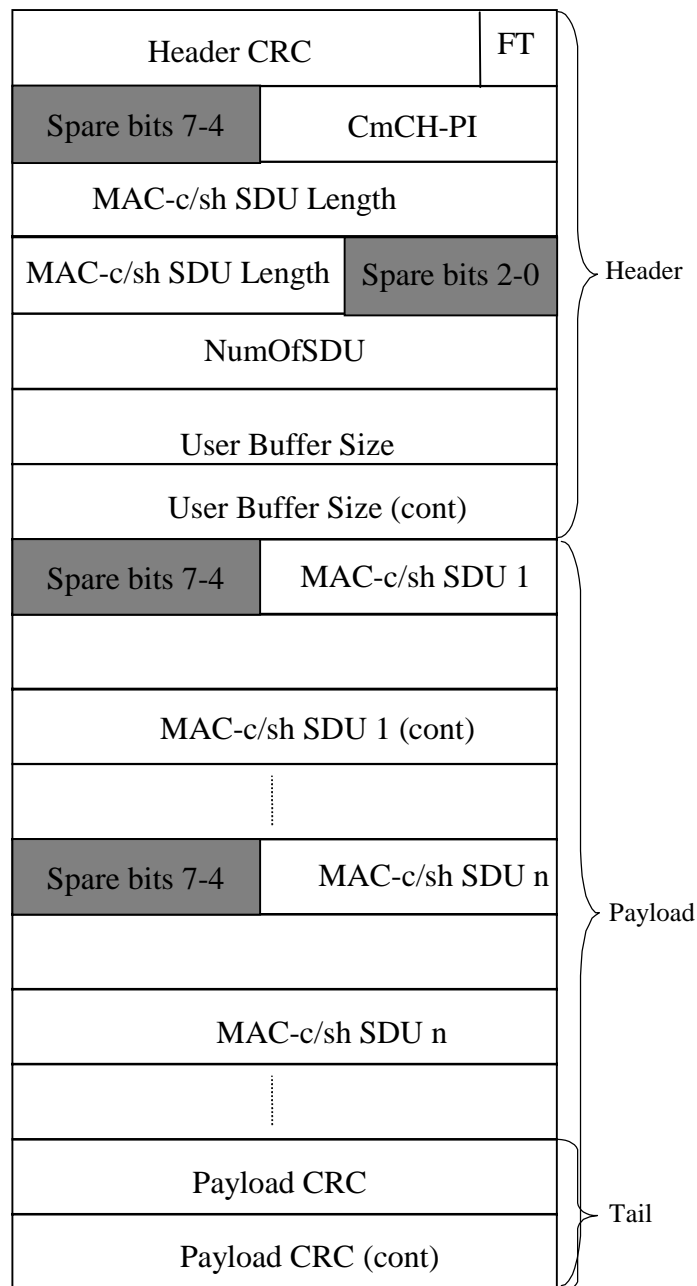 Header CRC FT
Spare bits 7-4 CmCH-PI
MAC-c/sh SDU Length
MAC-c/sh SDU Length Spare bits 2-0
Header
NumOfSDU
User Buffer Size
User Buffer Size (cont)
Spare bits 7-4 MAC-c/sh SDU 1
MAC-c/sh SDU 1 (cont)
Spare bits 7-4 MAC-c/sh SDU n
Payload
MAC-c/sh SDU n
Payload CRC
Tail
Payload CRC (cont)